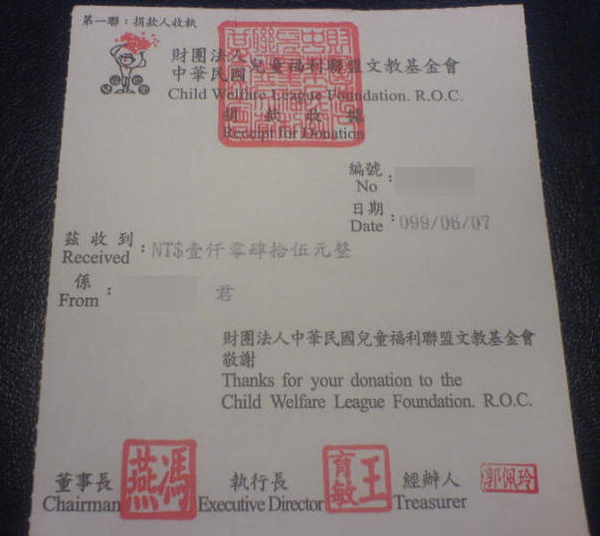 第一聯：捐款人收執
財團法人
中華民國兒童福利聯盟文教基金會
Child Welfare League Foundation. R.O.C.
捐款收據
Receipt for Donation
編號
No：
日期
Date：099/06/07
茲收到
Received：NT$壹仟零肆拾伍元整
係
From：君
財團法人中華民國兒童福利聯盟文教基金會
敬謝
Thanks for your donation to the
Child Welfare League Foundation. R.O.C.
董事長
Chairman
馮燕
執行長
Executive Director
王育敏
經辦人
Treasurer
郭佩玲